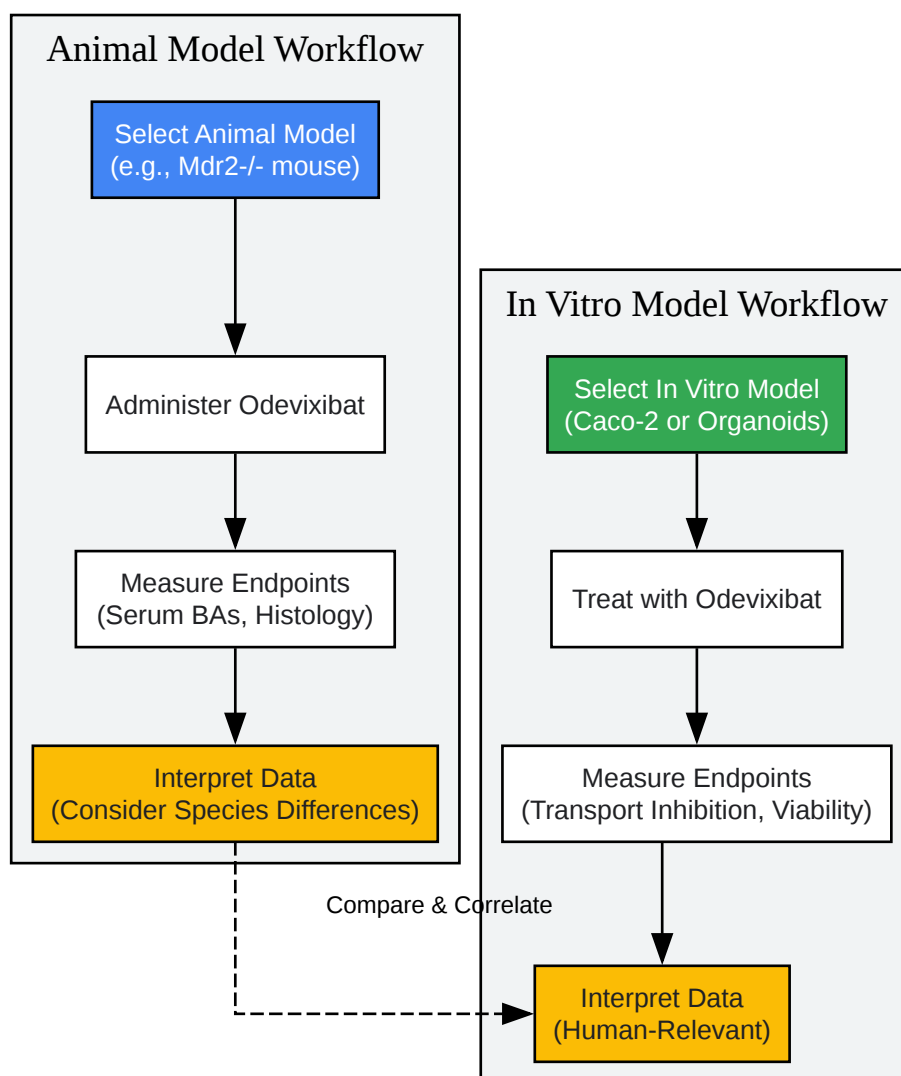 Animal Model Workflow
Select Animal Model
(e.g., Mdr2-/- mouse)
Administer Odevixibat
Measure Endpoints
(Serum BAs, Histology)
Interpret Data
(Consider Species Differences)
Compare & Correlate
In Vitro Model Workflow
Select In Vitro Model
(Caco-2 or Organoids)
Treat with Odevixibat
Measure Endpoints
(Transport Inhibition, Viability)
Interpret Data
(Human-Relevant)